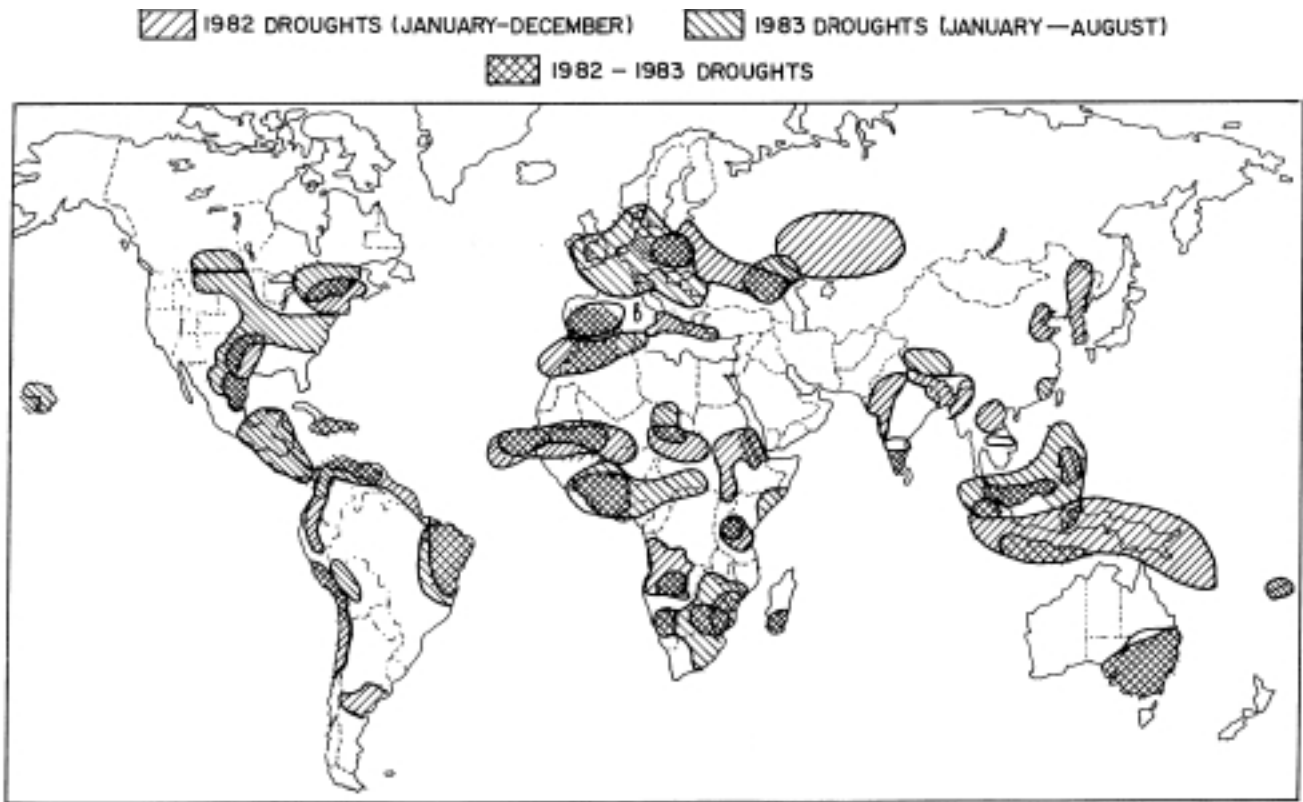 1982 DROUGHTS (JANUARY–DECEMBER)
1983 DROUGHTS (JANUARY—AUGUST)
1982 – 1983 DROUGHTS